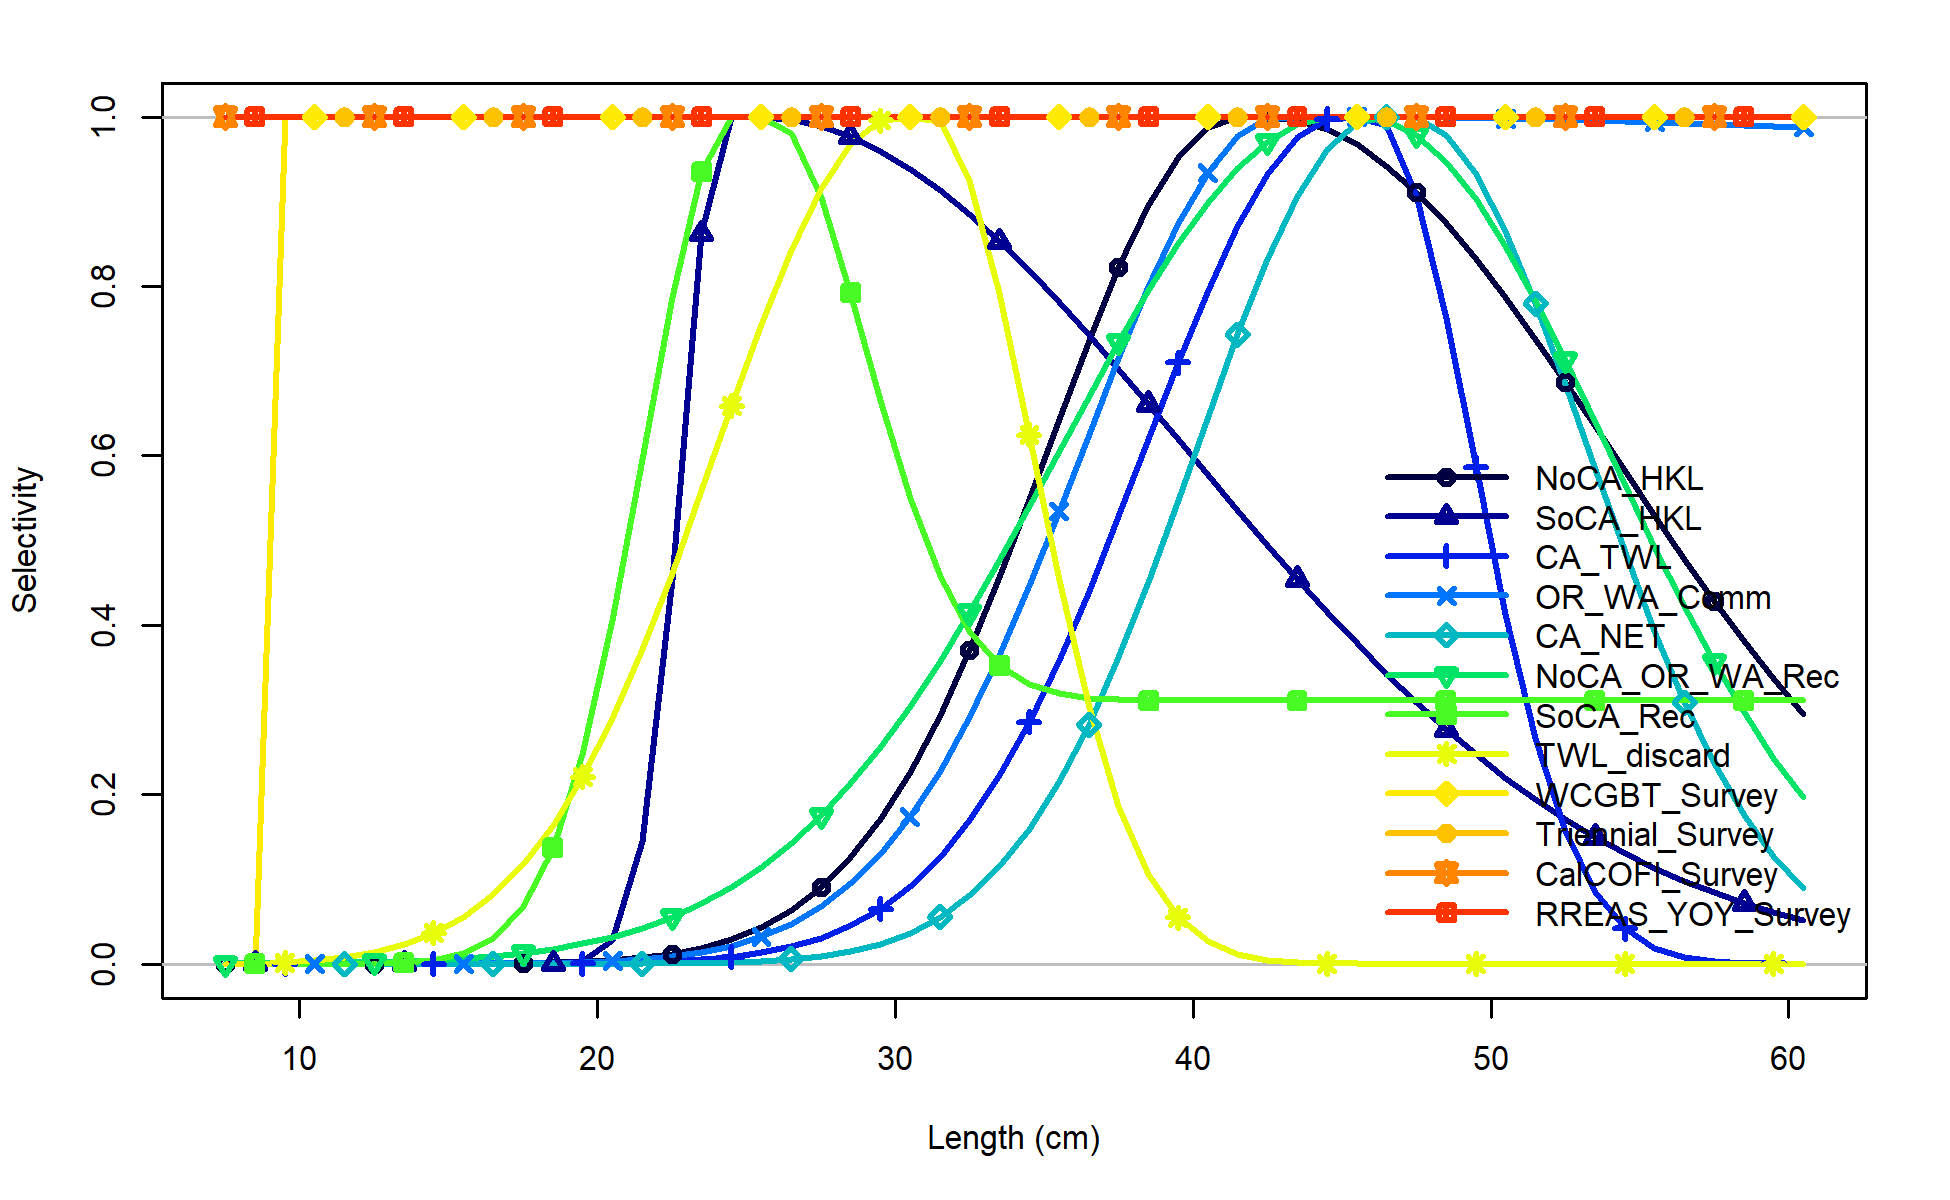 1.0
0.8
0.6
0.4
0.2
0.0
Selectivity
NoCA_HKL
SoCA_HKL
CA_TWL
OR_WA_Comm
CA_NET
NoCA_OR_WA_Rec
SoCA_Rec
TWL_discard
WCGBT_Survey
Triennial_Survey
CalCOFI_Survey
RREAS_YOY_Survey
10 20 30 40 50 60
Length (cm)